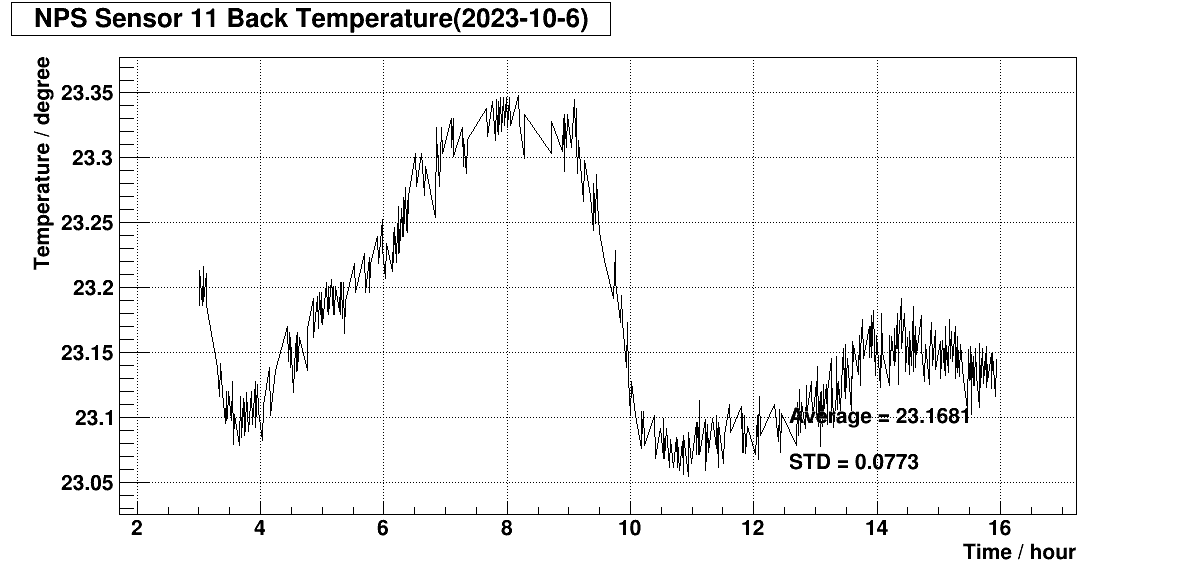 NPS Sensor 11 Back Temperature(2023-10-6)
Temperature / degree
23.35
23.3
23.25
23.2
23.15
23.1
23.05
Average = 23.1681
STD = 0.0773
2 4 6 8 10 12 14 16
Time / hour